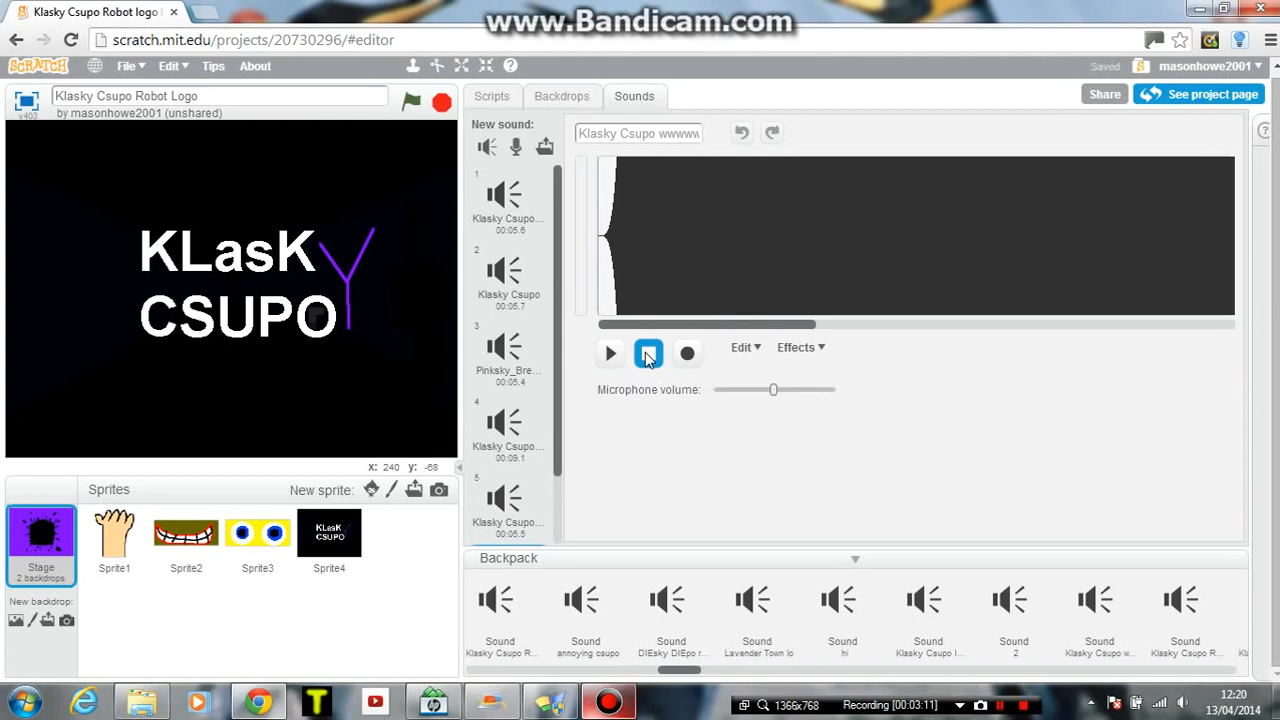 Klasky Csupo Robot logo
www.Bandicam.com
scratch.mit.edu/projects/20730296/#editor
SCRATCH
File Edit Tips About
Saved
masonhowe2001
Klasky Csupo Robot Logo
by masonhowe2001 (unshared)
v403
Scripts Backdrops Sounds
Share
See project page
New sound:
Klasky Csupo wwwww
1
Klasky Csupo...
00:05.6
2
Klasky Csupo
00:05.7
3
Pinksky_Bre...
00:05.4
4
Klasky Csupo...
00:09.1
5
Klasky Csupo...
00:05.5
KLasKY
CSUPO
Edit Effects
Microphone volume:
x: 240 y: -68
Sprites
New sprite:
Stage
2 backdrops
Sprite1
Sprite2
Sprite3
KLasK
CSUPO
Sprite4
New backdrop:
Backpack
Sound Sound Sound Sound Sound Sound Sound Sound Sound
Klasky Csupo R... annoying csupo DIEsky DIEpo r... Lavender Town lo hi Klasky Csupo l... 2 Klasky Csupo w... Klasky Csupo R...
1366x768
Recording [00:03:11]
12:20
13/04/2014